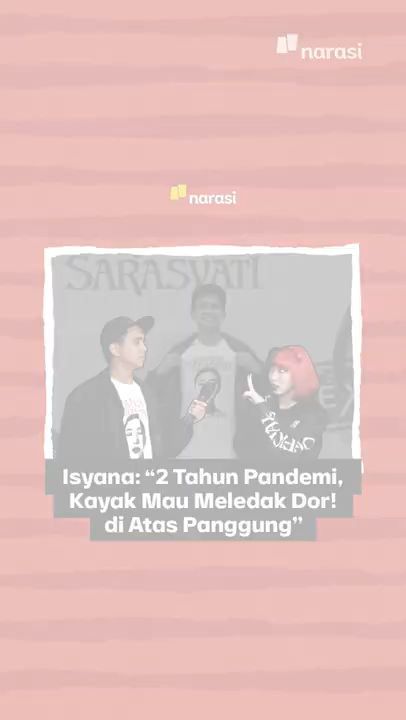 narasi
narasi
SARASVATI
Isyana: “2 Tahun Pandemi,
Kayak Mau Meledak Dor!
di Atas Panggung”